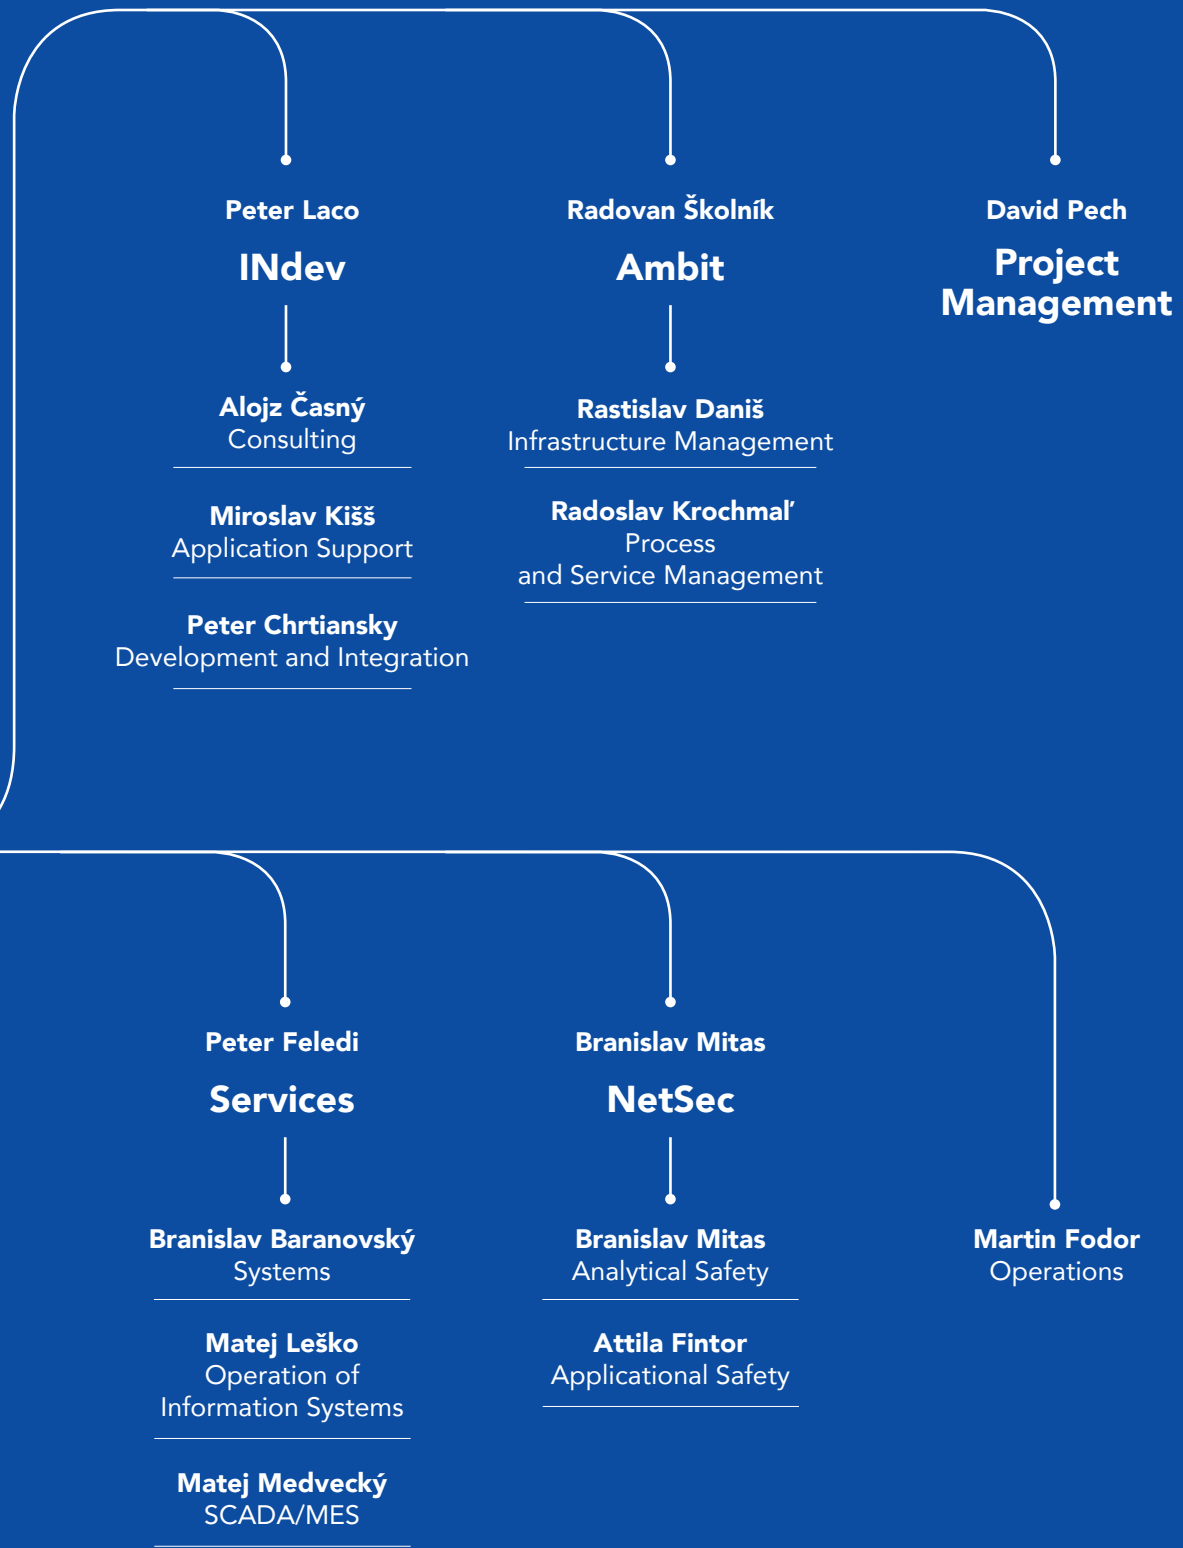 Peter Laco
INdev
Alojz Časný
Consulting
Miroslav Kišš
Application Support
Peter Chrtiansky
Development and Integration
Radovan Školník
Ambit
Rastislav Daniš
Infrastructure Management
Radoslav Krochmaľ
Process
and Service Management
David Pech
Project
Management
Peter Feledi
Services
Branislav Baranovský
Systems
Matej Leško
Operation of
Information Systems
Matej Medvecký
SCADA/MES
Branislav Mitas
NetSec
Branislav Mitas
Analytical Safety
Attila Fintor
Applicational Safety
Martin Fodor
Operations